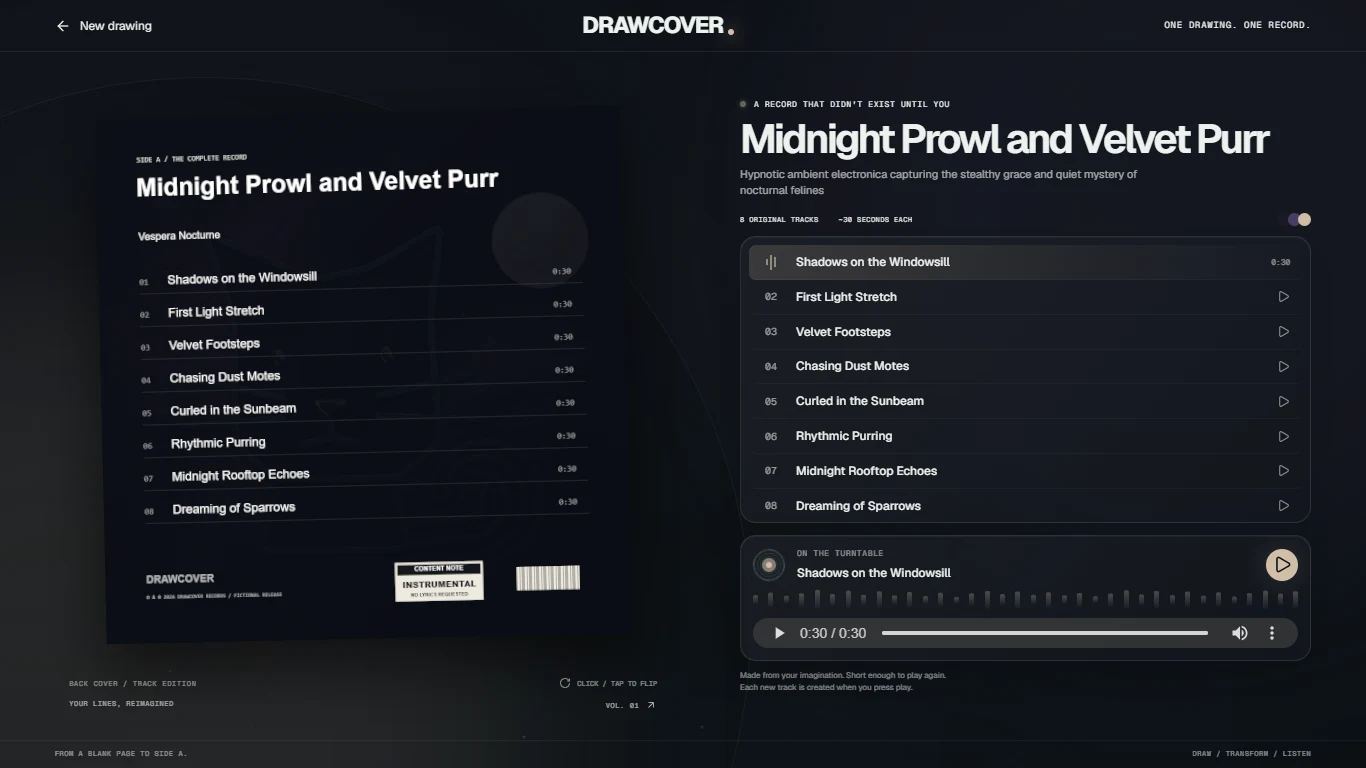 New drawing
DRAWCOVER.
ONE DRAWING. ONE RECORD.
SIDE A / THE COMPLETE RECORD
Midnight Prowl and Velvet Purr
Vespera Nocturne
01 Shadows on the Windowsill 0:30
02 First Light Stretch 0:30
03 Velvet Footsteps 0:30
04 Chasing Dust Motes 0:30
05 Curled in the Sunbeam 0:30
06 Rhythmic Purring 0:30
07 Midnight Rooftop Echoes 0:30
08 Dreaming of Sparrows 0:30
DRAWCOVER
DRAWCOVER RECORDS / FICTIONAL RELEASE
CONTENT NOTE
INSTRUMENTAL
NO LYRICS REQUESTED
BACK COVER / TRACK EDITION
CLICK / TAP TO FLIP
YOUR LINES, REIMAGINED
VOL. 01
A RECORD THAT DIDN'T EXIST UNTIL YOU
Midnight Prowl and Velvet Purr
Hypnotic ambient electronica capturing the stealthy grace and quiet mystery of
nocturnal felines
8 ORIGINAL TRACKS ~30 SECONDS EACH
Shadows on the Windowsill 0:30
02 First Light Stretch
03 Velvet Footsteps
04 Chasing Dust Motes
05 Curled in the Sunbeam
06 Rhythmic Purring
07 Midnight Rooftop Echoes
08 Dreaming of Sparrows
ON THE TURNTABLE
Shadows on the Windowsill
0:30 / 0:30
Made from your imagination. Short enough to play again.
Each new track is created when you press play.
FROM A BLANK PAGE TO SIDE A.
DRAW / TRANSFORM / LISTEN